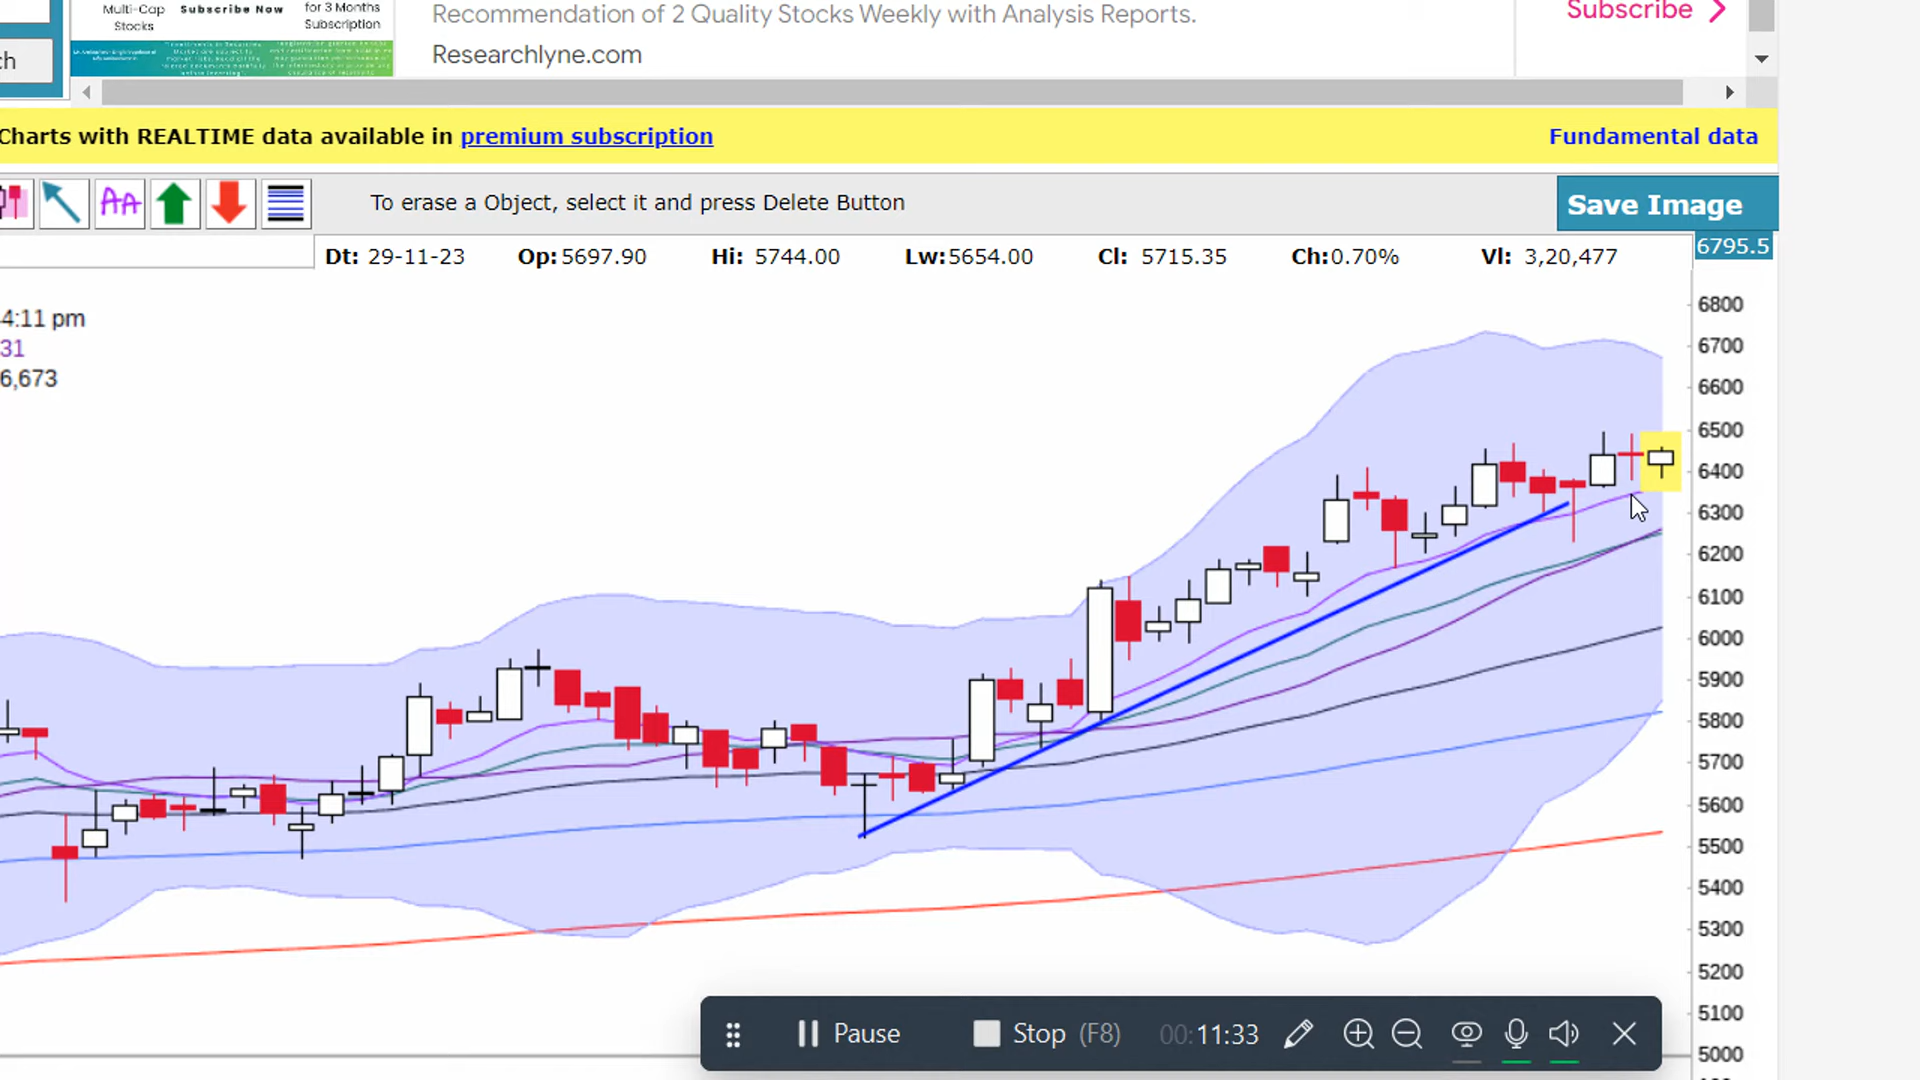 Multi-Cap
Stocks
Subscribe Now
for 3 Months
Subscription
Recommendation of 2 Quality Stocks Weekly with Analysis Reports.
Researchlyne.com
Subscribe
ch
Charts with REALTIME data available in premium subscription
Fundamental data
AA
To erase a Object, select it and press Delete Button
Save Image
Dt: 29-11-23 Op:5697.90 Hi: 5744.00 Lw:5654.00 Cl: 5715.35 Ch:0.70% Vl: 3,20,477
6795.5
4:11 pm
31
6,673
6800
6700
6600
6500
6400
6300
6200
6100
6000
5900
5800
5700
5600
5500
5400
5300
5200
5100
5000
Pause
Stop (F8)
00:11:33